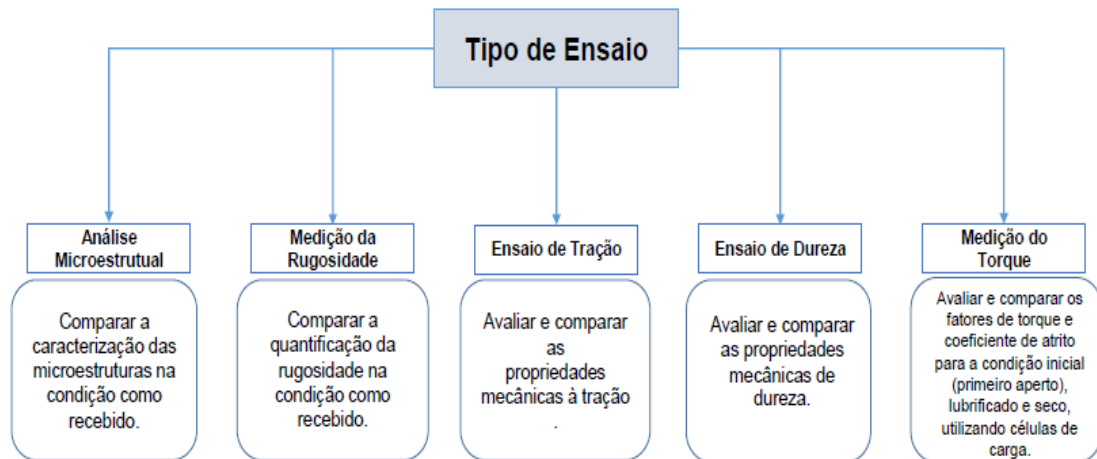 Tipo de Ensaio
Análise
Microestrutual
Comparar a
caracterização das
microestruturas na
condição como
recebido.
Medição da
Rugosidade
Comparar a
quantificação da
rugosidade na
condição como
recebido.
Ensaio de Tração
Avaliar e comparar
as
propriedades
mecânicas à tração
.
Ensaio de Dureza
Avaliar e comparar
as propriedades
mecânicas de
dureza.
Medição do
Torque
Avaliar e comparar os
fatores de torque e
coeficiente de atrito
para a condição inicial
(primeiro aperto),
lubrificado e seco,
utilizando células de
carga.